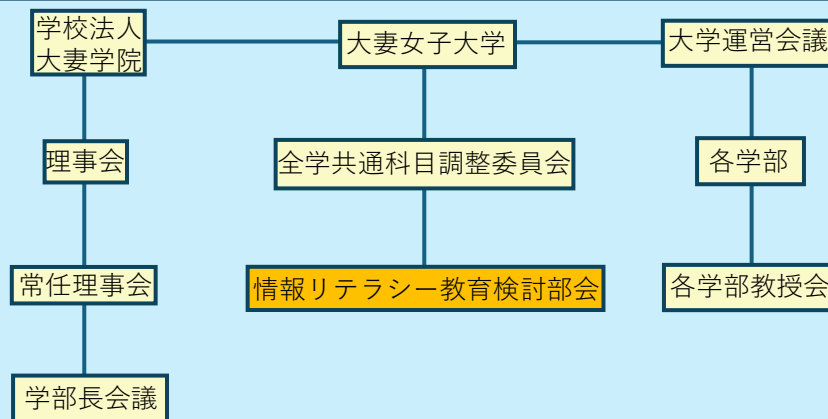 学校法人
大妻学院
大妻女子大学
大学運営会議
理事会
全学共通科目調整委員会
各学部
常任理事会
情報リテラシー教育検討部会
各学部教授会
学部長会議